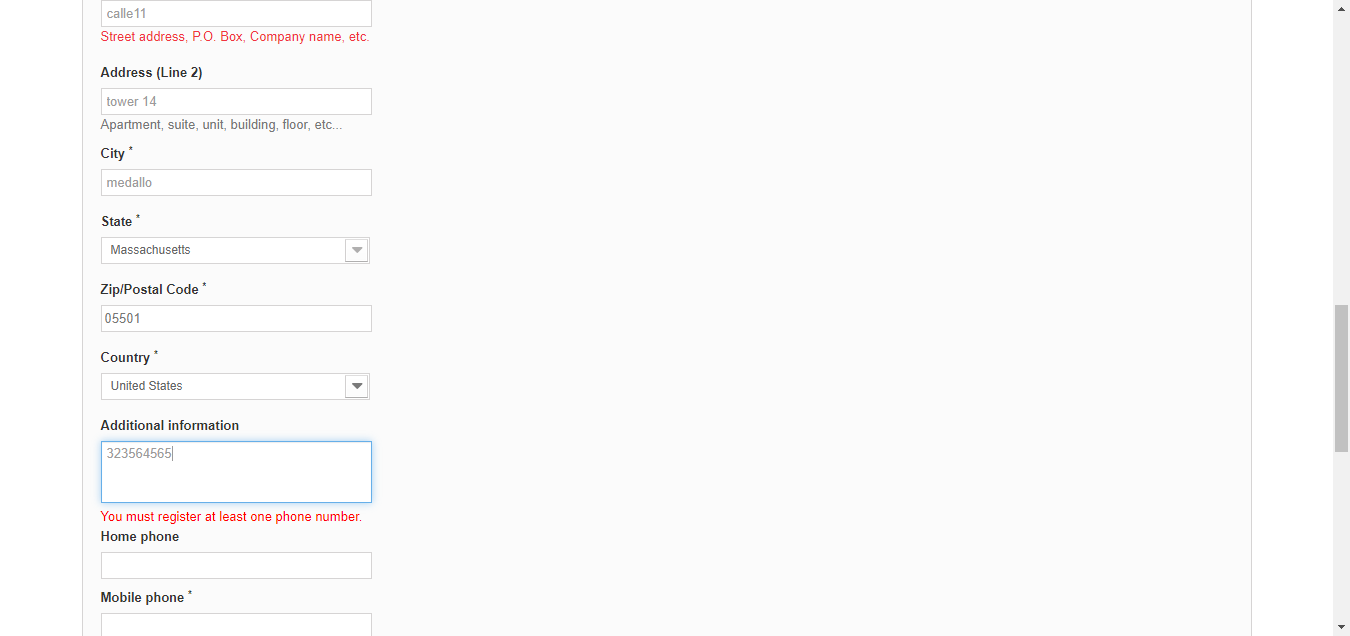 calle11
Street address, P.O. Box, Company name, etc.
Address (Line 2)
tower 14
Apartment, suite, unit, building, floor, etc...
City *
medallo
State *
Massachusetts
Zip/Postal Code *
05501
Country *
United States
Additional information
323564565
You must register at least one phone number.
Home phone
Mobile phone *